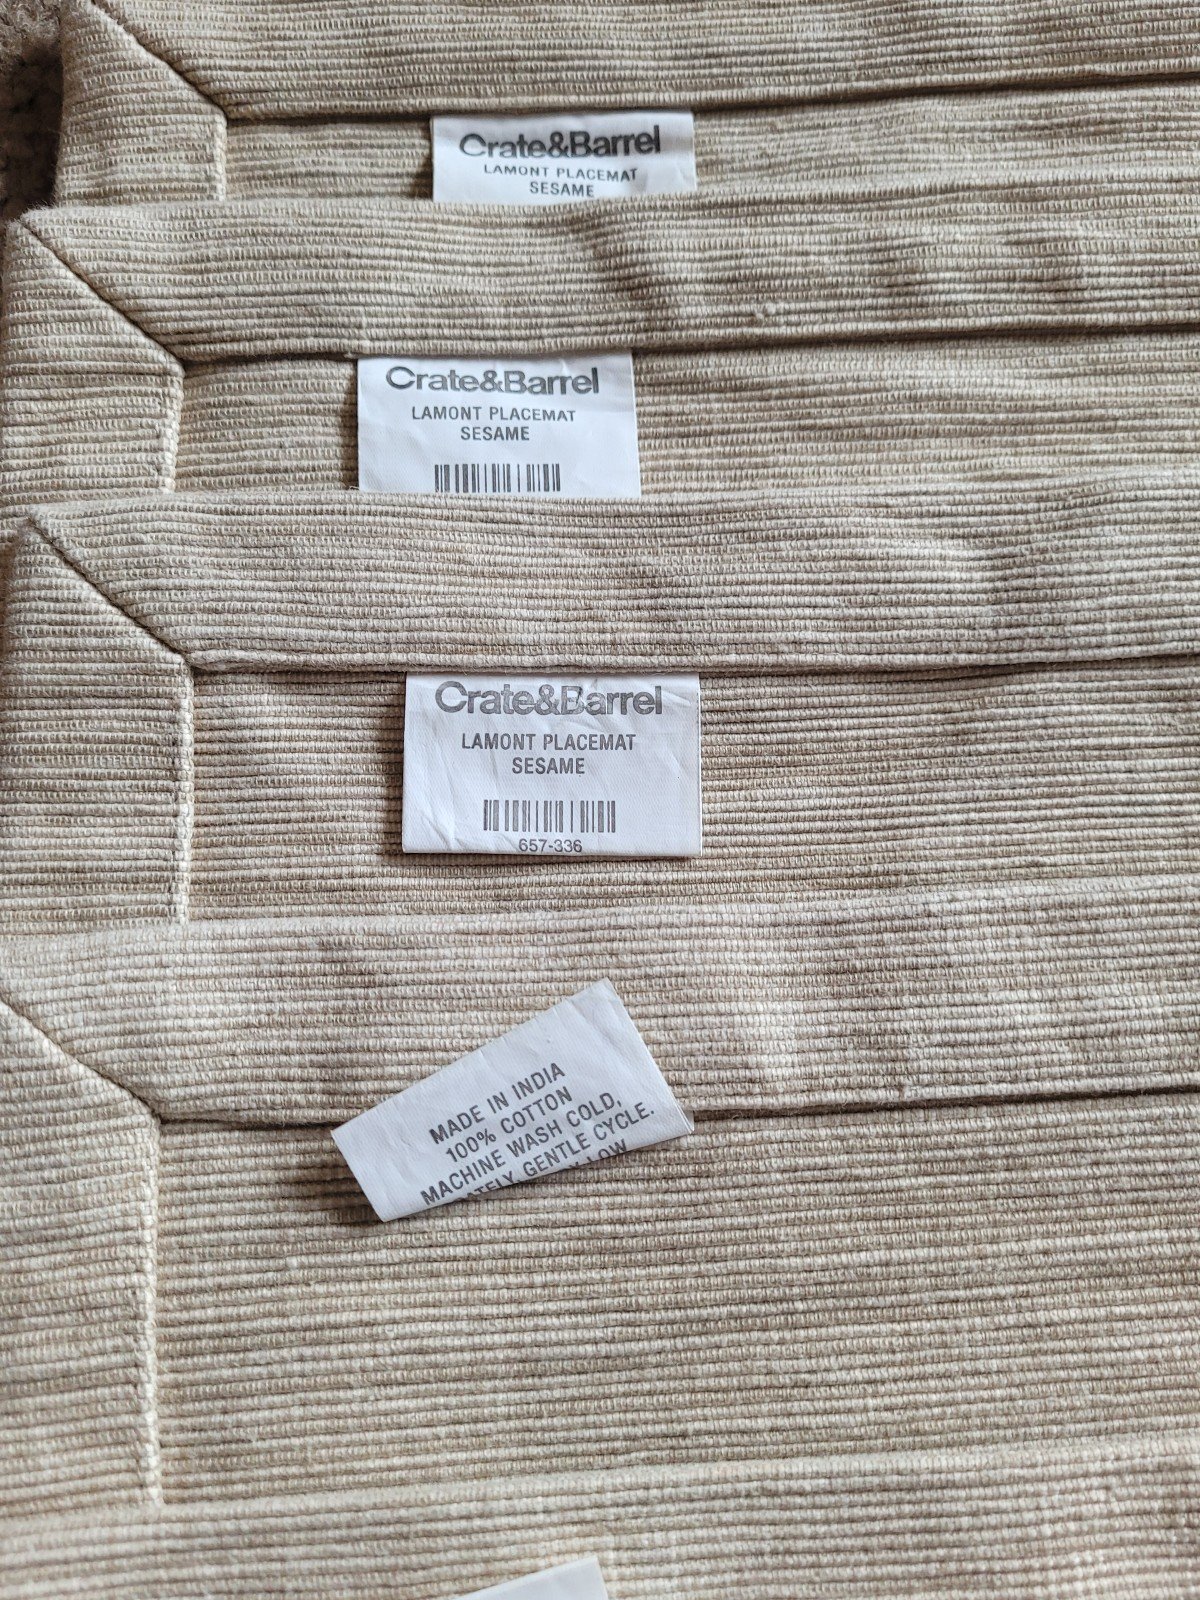 Crate&Barrel
LAMONT PLACEMAT
SESAME
Crate&Barrel
LAMONT PLACEMAT
SESAME
Crate&Barrel
LAMONT PLACEMAT
SESAME
657-336
MADE IN INDIA
100% COTTON
MACHINE WASH COLD,
GENTLE CYCLE.
LOW